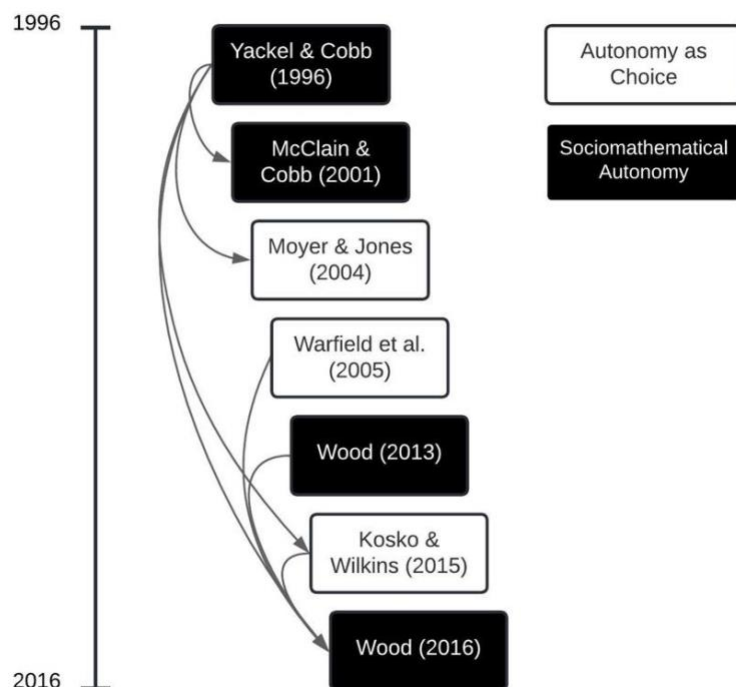 1996
Yackel & Cobb
(1996)
Autonomy as
Choice
McClain &
Cobb (2001)
Sociomathematical
Autonomy
Moyer & Jones
(2004)
Warfield et al.
(2005)
Wood (2013)
Kosko &
Wilkins (2015)
Wood (2016)
2016